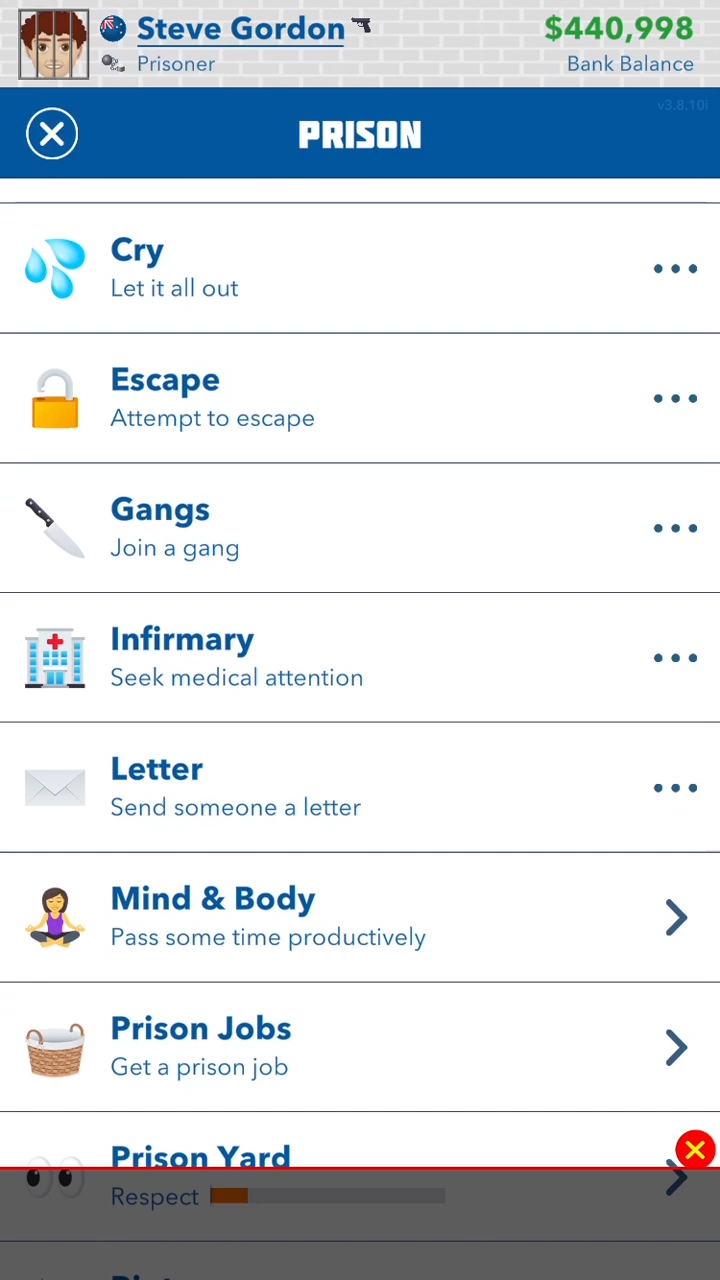 Steve Gordon
$440,998
Prisoner
Bank Balance
v3.8.10i
PRISON
Cry
Let it all out
Escape
Attempt to escape
Gangs
Join a gang
Infirmary
Seek medical attention
Letter
Send someone a letter
Mind & Body
Pass some time productively
Prison Jobs
Get a prison job
Prison Yard
Respect